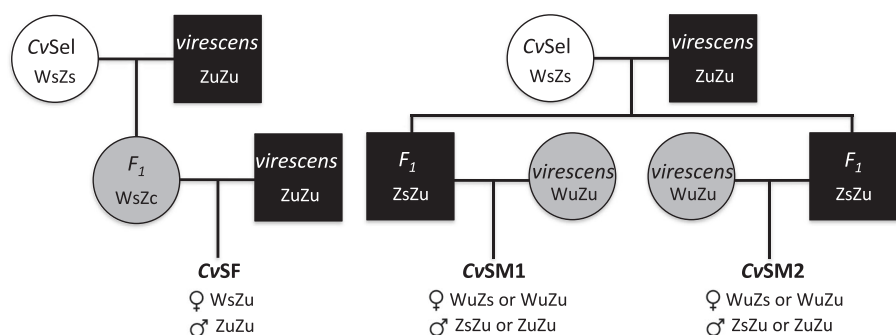 CvSel
WsZs
virescens
ZuZu
CvSel
WsZs
virescens
ZuZu
F1
WsZc
virescens
ZuZu
F1
ZsZu
virescens
WuZu
virescens
WuZu
F1
ZsZu
CvSF
♀ WsZu
♂ ZuZu
CvSM1
♀ WuZs or WuZu
♂ ZsZu or ZuZu
CvSM2
♀ WuZs or WuZu
♂ ZsZu or ZuZu